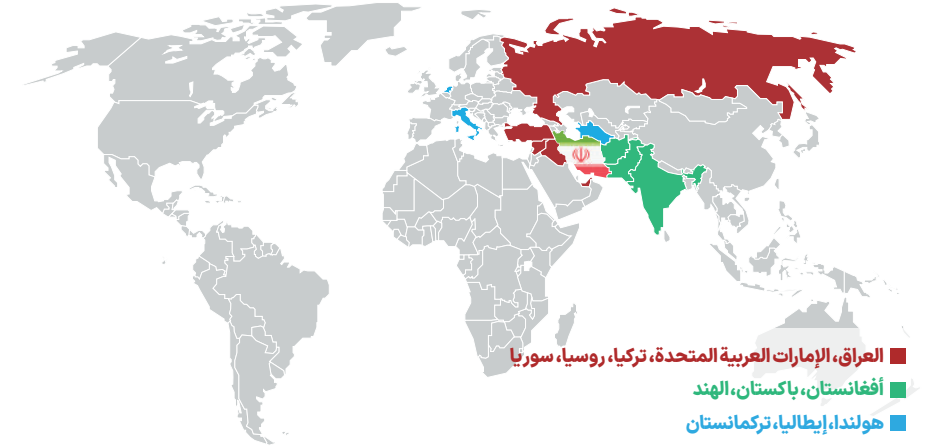 العراق، الإمارات العربية المتحدة، تركيا، روسيا، سوريا
أفغانستان، باكستان، الهند
هولندا، إيطاليا، تركمانستان